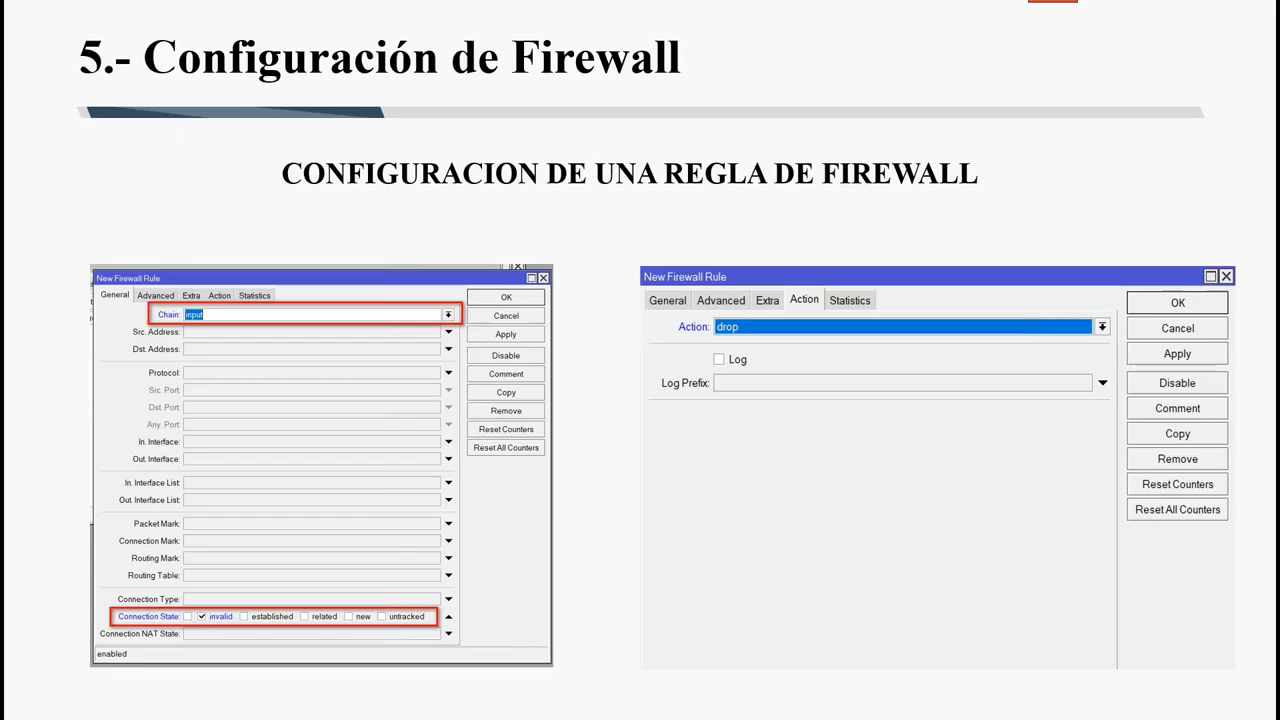 5.- Configuración de Firewall
CONFIGURACION DE UNA REGLA DE FIREWALL
New Firewall Rule
General Advanced Extra Action Statistics
Chain: input
Src. Address:
Dst. Address:
Protocol:
Src. Port:
Dst. Port:
Any. Port:
In. Interface:
Out. Interface:
In. Interface List:
Out. Interface List:
Packet Mark:
Connection Mark:
Routing Mark:
Routing Table:
Connection Type:
Connection State: invalid established related new untracked
Connection NAT State:
enabled
OK
Cancel
Apply
Disable
Comment
Copy
Remove
Reset Counters
Reset All Counters
New Firewall Rule
General Advanced Extra Action Statistics
Action: drop
Log
Log Prefix:
OK
Cancel
Apply
Disable
Comment
Copy
Remove
Reset Counters
Reset All Counters